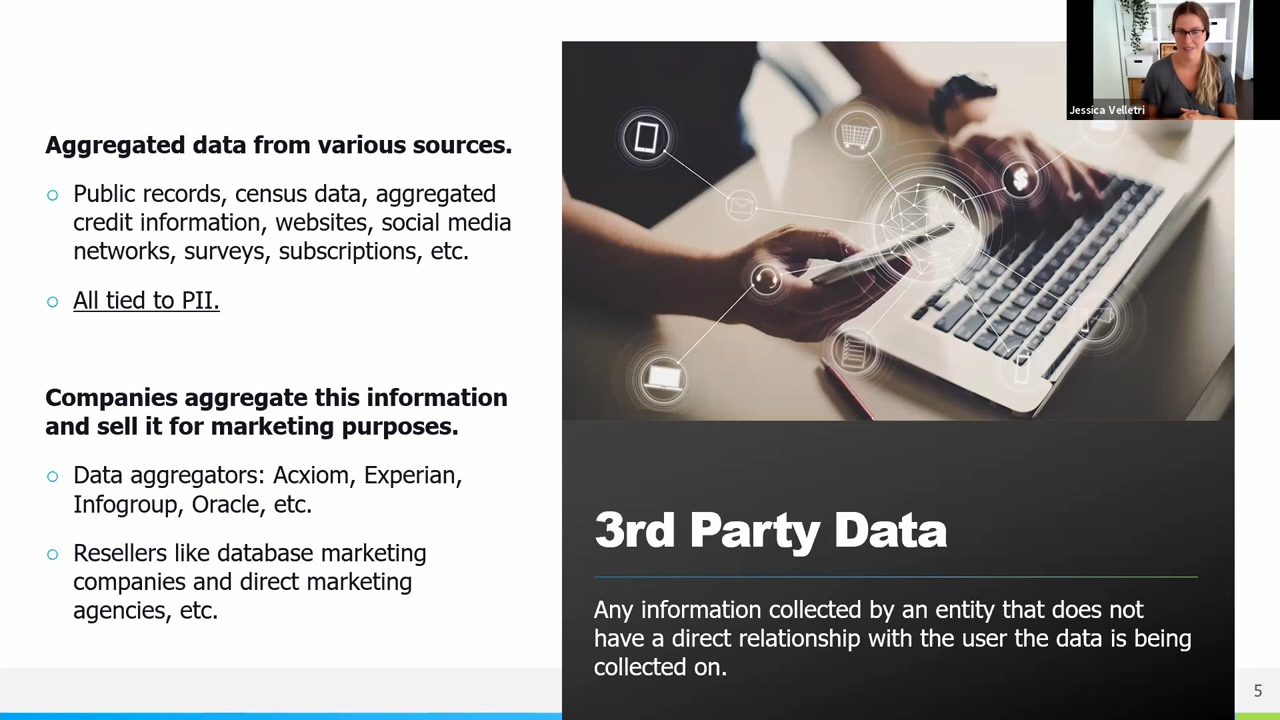 Jessica Velletri
Aggregated data from various sources.
Public records, census data, aggregated
credit information, websites, social media
networks, surveys, subscriptions, etc.
All tied to PII.
Companies aggregate this information
and sell it for marketing purposes.
Data aggregators: Acxiom, Experian,
Infogroup, Oracle, etc.
Resellers like database marketing
companies and direct marketing
agencies, etc.
3rd Party Data
Any information collected by an entity that does not
have a direct relationship with the user the data is being
collected on.
5